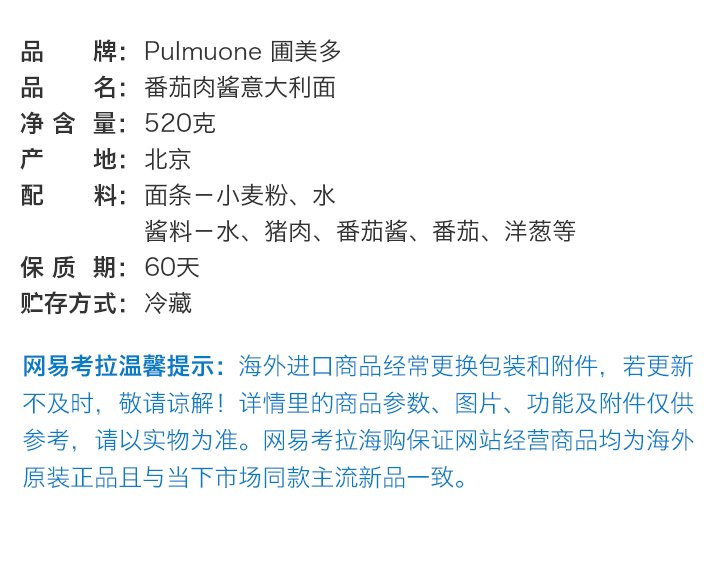 品牌：Pulmuone 圃美多
品名：番茄肉酱意大利面
净含量：520克
产地：北京
配料：面条－小麦粉、水
酱料－水、猪肉、番茄酱、番茄、洋葱等
保质期：60天
贮存方式：冷藏
网易考拉温馨提示：海外进口商品经常更换包装和附件，若更新
不及时，敬请谅解！详情里的商品参数、图片、功能及附件仅供
参考，请以实物为准。网易考拉海购保证网站经营商品均为海外
原装正品且与当下市场同款主流新品一致。